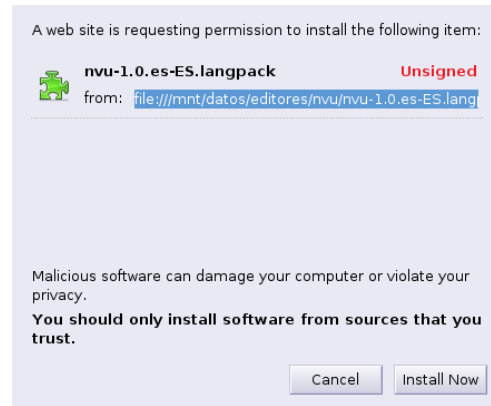 A web site is requesting permission to install the following item:
nvu-1.0.es-ES.langpack Unsigned
from: file:///mnt/datos/editores/nvu/nvu-1.0.es-ES.lang
Malicious software can damage your computer or violate your
privacy.
You should only install software from sources that you
trust.
Cancel Install Now